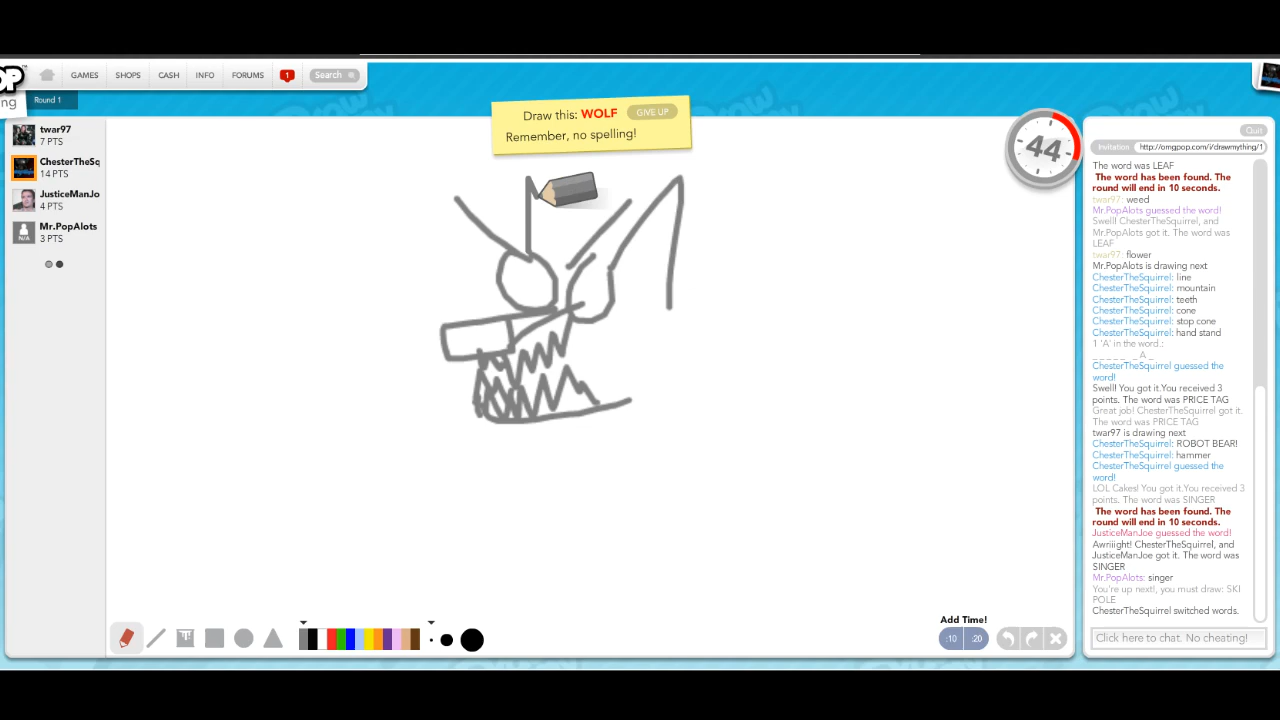 GAMES SHOPS CASH INFO FORUMS 1 Search
ng Round 1
twar97
7 PTS
ChesterTheSq
14 PTS
JusticeManJo
4 PTS
N/A
Mr.PopAlots
3 PTS
Draw this: WOLF GIVE UP
Remember, no spelling!
44
Quit
Invitation http://omgpop.com/i/drawmything/1
The word was LEAF
The word has been found. The
round will end in 10 seconds.
twar97: weed
Mr.PopAlots guessed the word!
Swell! ChesterTheSquirrel, and
Mr.PopAlots got it. The word was
LEAF
twar97: flower
Mr.PopAlots is drawing next
ChesterTheSquirrel: line
ChesterTheSquirrel: mountain
ChesterTheSquirrel: teeth
ChesterTheSquirrel: cone
ChesterTheSquirrel: stop cone
ChesterTheSquirrel: hand stand
1 'A' in the word.:
_ _ _ _ _  _ A _
ChesterTheSquirrel guessed the
word!
Swell! You got it.You received 3
points. The word was PRICE TAG
Great job! ChesterTheSquirrel got it.
The word was PRICE TAG
twar97 is drawing next
ChesterTheSquirrel: ROBOT BEAR!
ChesterTheSquirrel: hammer
ChesterTheSquirrel guessed the
word!
LOL Cakes! You got it.You received 3
points. The word was SINGER
The word has been found. The
round will end in 10 seconds.
JusticeManJoe guessed the word!
Awriiight! ChesterTheSquirrel, and
JusticeManJoe got it. The word was
SINGER
Mr.PopAlots: singer
You're up next!, you must draw: SKI
POLE
ChesterTheSquirrel switched words.
Click here to chat. No cheating!
Add Time!
:10 :20